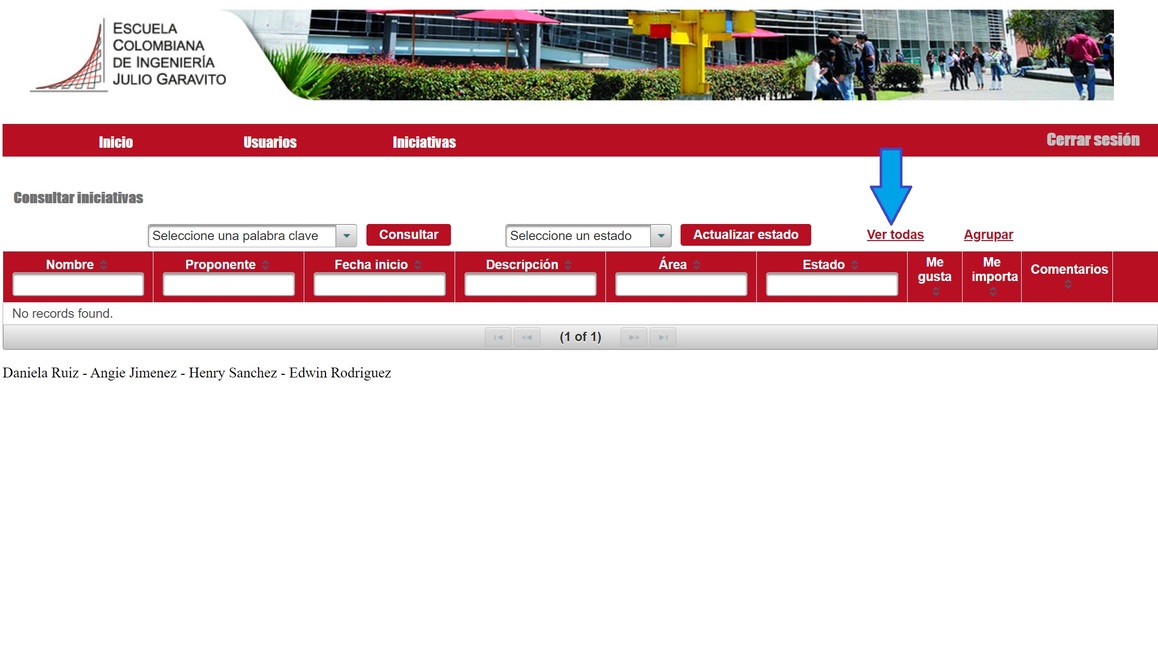 ESCUELA
COLOMBIANA
DE INGENIERÍA
JULIO GARAVITO
Inicio Usuarios Iniciativas Cerrar sesión
Consultar iniciativas
Seleccione una palabra clave Consultar Seleccione un estado Actualizar estado Ver todas Agrupar
Nombre Proponente Fecha inicio Descripción Área Estado Me gusta Me importa Comentarios
No records found.
(1 of 1)
Daniela Ruiz - Angie Jimenez - Henry Sanchez - Edwin Rodriguez